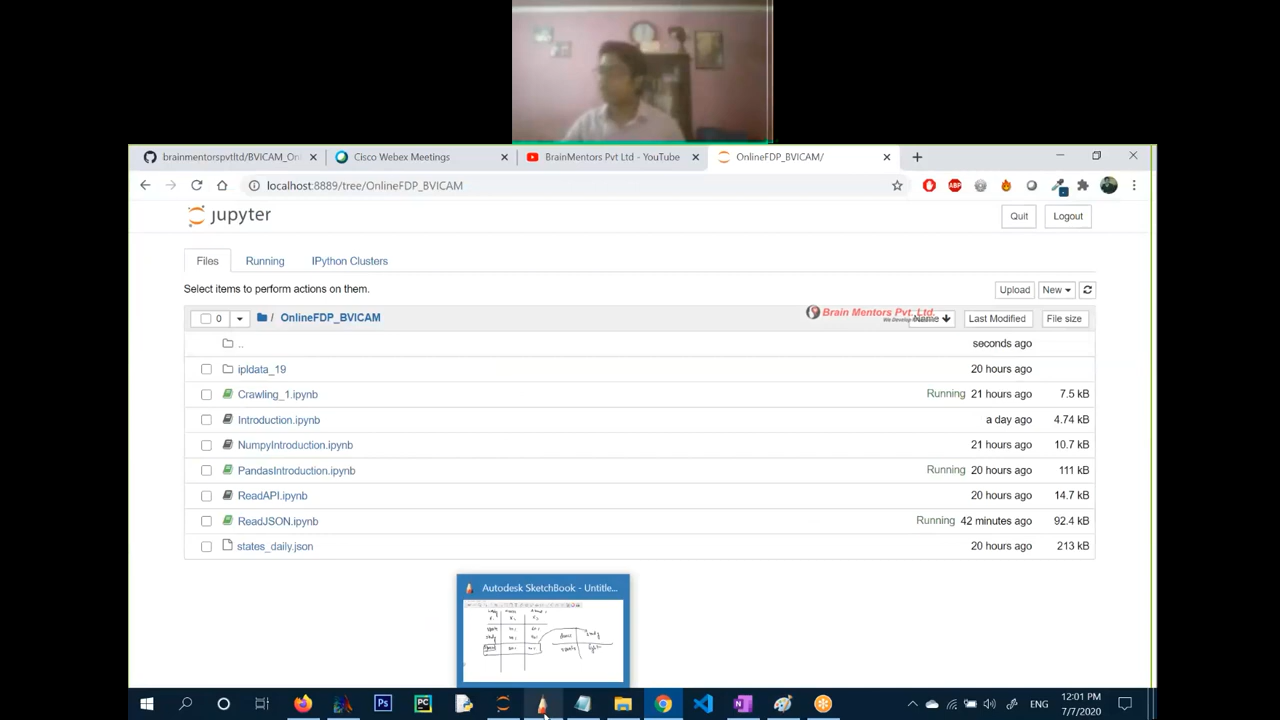 brainmentorspvtltd/BVICAM_Onl
Cisco Webex Meetings
BrainMentors Pvt Ltd - YouTube
OnlineFDP_BVICAM/
localhost:8889/tree/OnlineFDP_BVICAM
ABP
jupyter
Quit
Logout
Files
Running
IPython Clusters
Select items to perform actions on them.
Upload
New
0
/ OnlineFDP_BVICAM
Brain Mentors Pvt. Ltd.
Name
Last Modified
File size
..
seconds ago
ipldata_19
20 hours ago
Crawling_1.ipynb
Running 21 hours ago 7.5 kB
Introduction.ipynb
a day ago 4.74 kB
NumpyIntroduction.ipynb
21 hours ago 10.7 kB
PandasIntroduction.ipynb
Running 20 hours ago 111 kB
ReadAPI.ipynb
20 hours ago 14.7 kB
ReadJSON.ipynb
Running 42 minutes ago 92.4 kB
states_daily.json
20 hours ago 213 kB
Autodesk SketchBook - Untitle...
Ps
PC
N
ENG
12:01 PM
7/7/2020